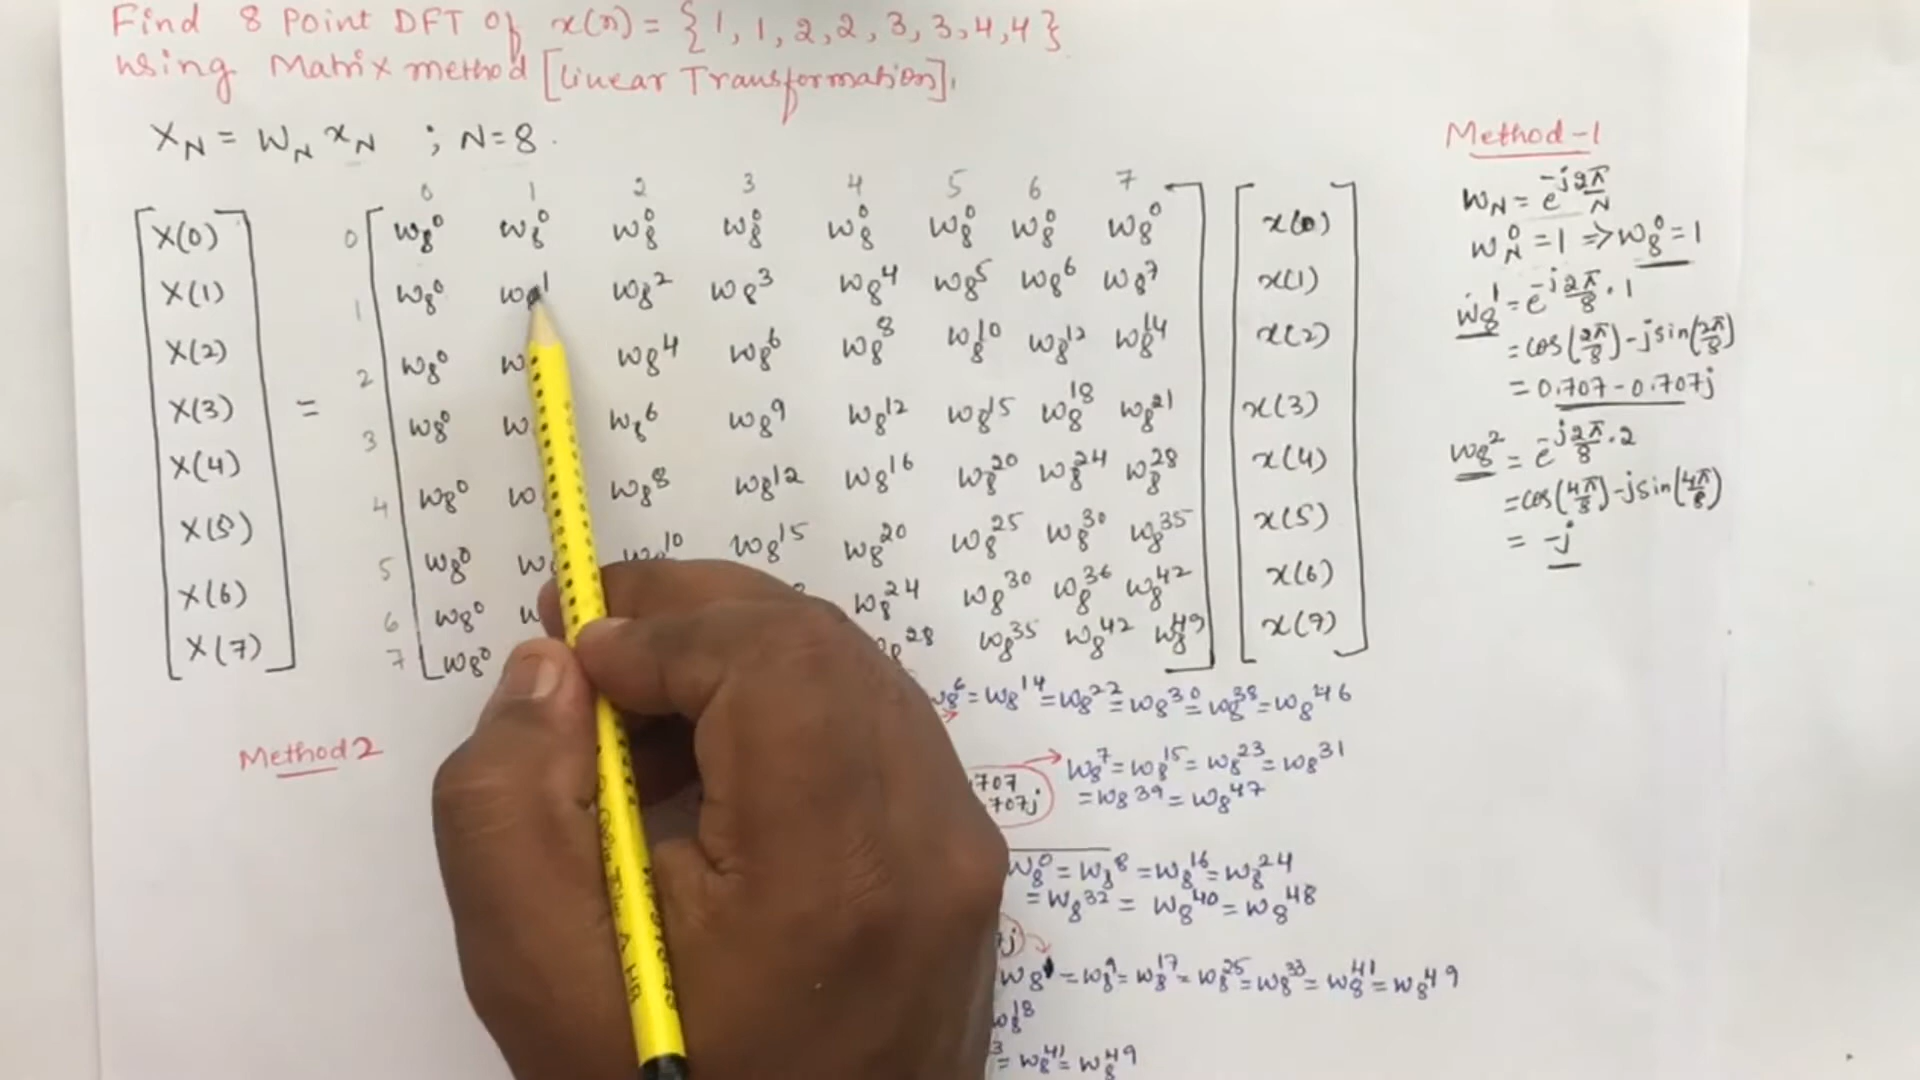 Find 8 Point DFT of x(n) = {1, 1, 2, 2, 3, 3, 4, 4}
using Matrix method [Linear Transformation].
X_N = W_N x_N ; N=8.
0 1 2 3 4 5 6 7
X(0) 0 W8^0 W8^0 W8^0 W8^0 W8^0 W8^0 W8^0 W8^0 x(0)
X(1) 1 W8^0 W8^1 W8^2 W8^3 W8^4 W8^5 W8^6 W8^7 x(1)
X(2) 2 W8^0 W8^4 W8^6 W8^8 W8^10 W8^12 W8^14 x(2)
X(3) = 3 W8^0 W8^6 W8^9 W8^12 W8^15 W8^18 W8^21 x(3)
X(4) 4 W8^0 W8^8 W8^12 W8^16 W8^20 W8^24 W8^28 x(4)
X(5) 5 W8^0 W8^10 W8^15 W8^20 W8^25 W8^30 W8^35 x(5)
X(6) 6 W8^0 W8^24 W8^30 W8^36 W8^42 x(6)
X(7) 7 W8^0 28 W8^35 W8^42 W8^49 x(7)
Method-1
W_N = e^-j2π/N
W_N^0 = 1 => W8^0 = 1
W8^1 = e^-j2π/8 . 1
= cos(2π/8) - j sin(2π/8)
= 0.707 - 0.707j
W8^2 = e^-j2π/8 . 2
= cos(4π/8) - j sin(4π/8)
= -j
Method 2
W8^6 = W8^14 = W8^22 = W8^30 = W8^38 = W8^46
707
707j
W8^7 = W8^15 = W8^23 = W8^31
= W8^39 = W8^47
W8^0 = W8^8 = W8^16 = W8^24
= W8^32 = W8^40 = W8^48
W8^1 = W8^9 = W8^17 = W8^25 = W8^33 = W8^41 = W8^49
W8^18
= W8^41 = W8^49